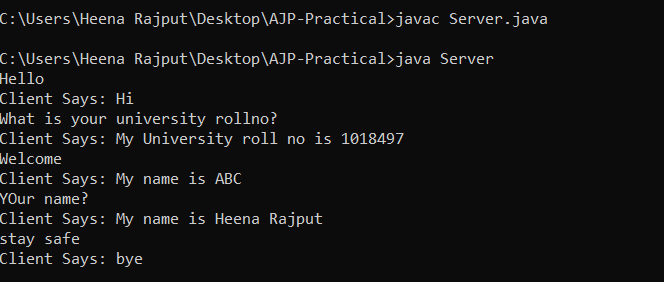 C:\Users\Heena Rajput\Desktop\AJP-Practical>javac Server.java
C:\Users\Heena Rajput\Desktop\AJP-Practical>java Server
Hello
Client Says: Hi
What is your university rollno?
Client Says: My University roll no is 1018497
Welcome
Client Says: My name is ABC
YOur name?
Client Says: My name is Heena Rajput
stay safe
Client Says: bye